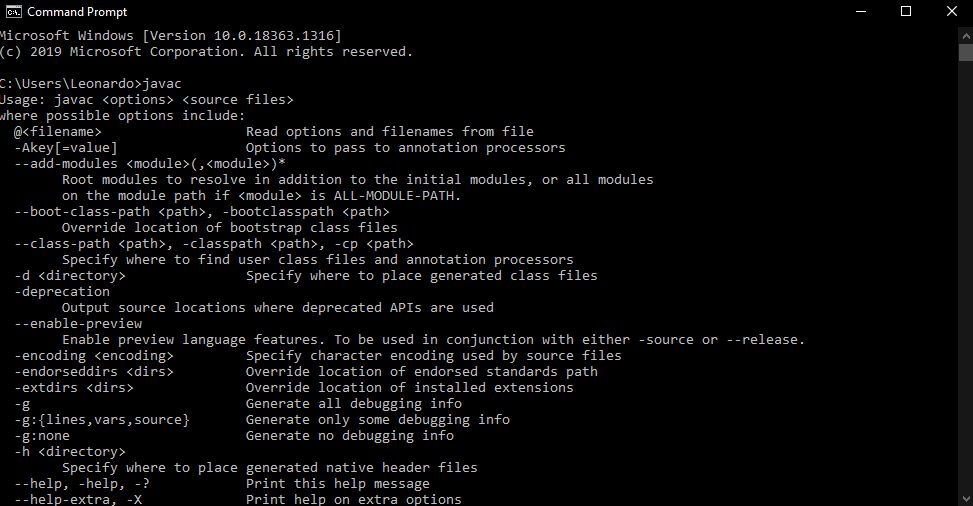 Command Prompt
Microsoft Windows [Version 10.0.18363.1316]
(c) 2019 Microsoft Corporation. All rights reserved.
C:\Users\Leonardo>javac
Usage: javac <options> <source files>
where possible options include:
@<filename> Read options and filenames from file
-Akey[=value] Options to pass to annotation processors
--add-modules <module>(,<module>)*
Root modules to resolve in addition to the initial modules, or all modules
on the module path if <module> is ALL-MODULE-PATH.
--boot-class-path <path>, -bootclasspath <path>
Override location of bootstrap class files
--class-path <path>, -classpath <path>, -cp <path>
Specify where to find user class files and annotation processors
-d <directory> Specify where to place generated class files
-deprecation
Output source locations where deprecated APIs are used
--enable-preview
Enable preview language features. To be used in conjunction with either -source or --release.
-encoding <encoding> Specify character encoding used by source files
-endorseddirs <dirs> Override location of endorsed standards path
-extdirs <dirs> Override location of installed extensions
-g Generate all debugging info
-g:{lines,vars,source} Generate only some debugging info
-g:none Generate no debugging info
-h <directory>
Specify where to place generated native header files
--help, -help, -? Print this help message
--help-extra, -X Print help on extra options